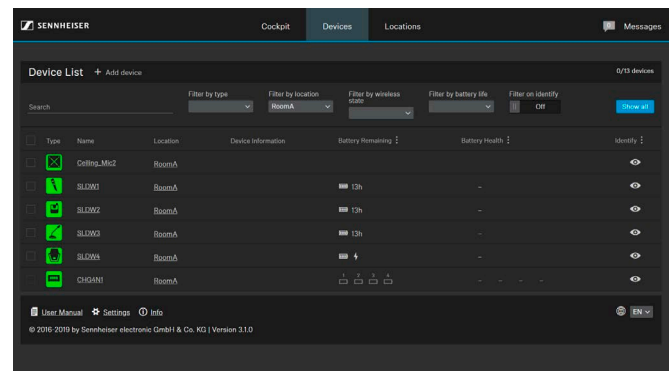 SENNHEISER Cockpit Devices Locations 0 Messages
Device List + Add device 0/13 devices
Filter by type Filter by location Filter by wireless state Filter by battery life Filter on identify
Search RoomA Off Show all
Type Name Location Device Information Battery Remaining Battery Health Identify
Ceiling_Mic2 RoomA
SLDW1 RoomA 13h –
SLDW2 RoomA 13h –
SLDW3 RoomA 13h –
SLDW4 RoomA –
CHG4N1 RoomA 1 2 3 4 – – – –
User Manual Settings Info EN
© 2016-2019 by Sennheiser electronic GmbH & Co. KG | Version 3.1.0